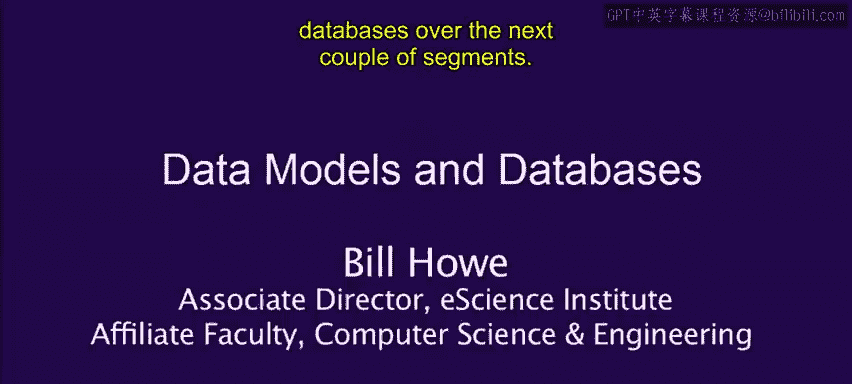 GPT中英字幕课程资源@bilibili.com
databases over the next
couple of segments.
Data Models and Databases
Bill Howe
Associate Director, eScience Institute
Affiliate Faculty, Computer Science & Engineering